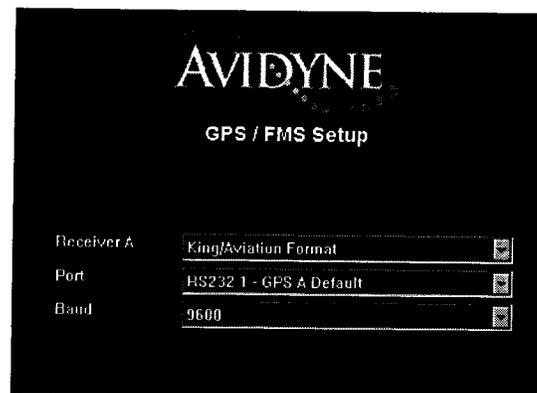 AVIDYNE
GPS / FMS Setup
Receiver A King/Aviation Format
Port RS232 1 - GPS A Default
Baud 9600